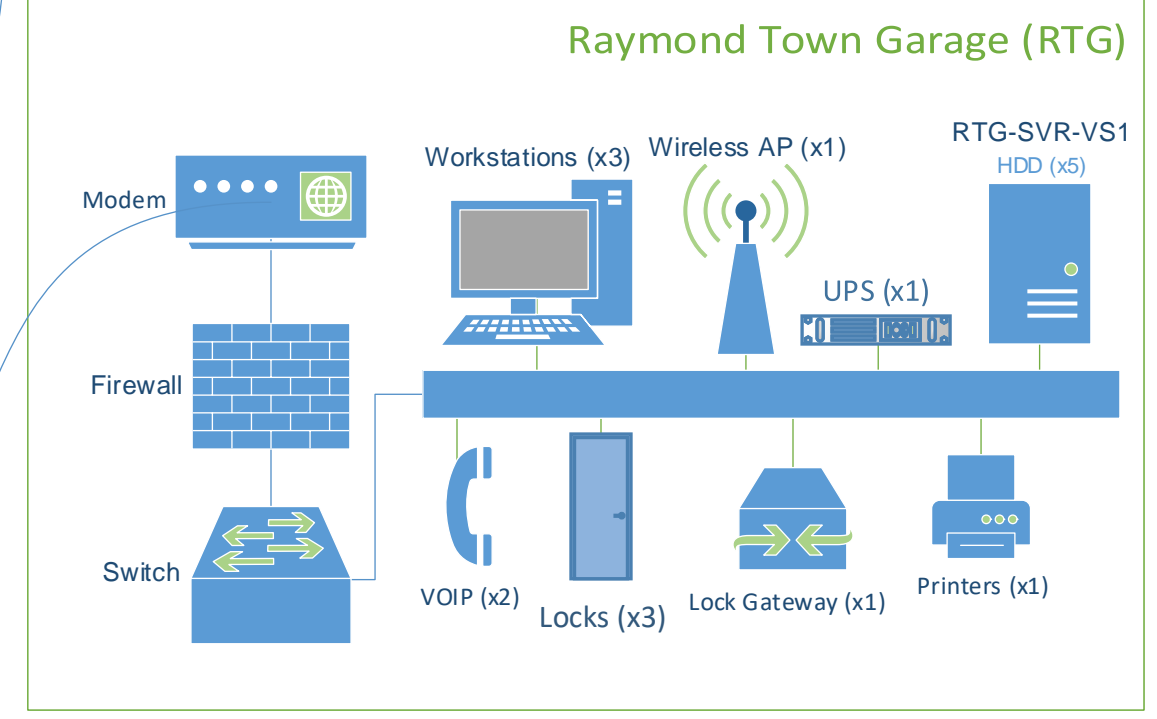 Raymond Town Garage (RTG)
RTG-SVR-VS1
HDD (x5)
Workstations (x3)
Wireless AP (x1)
Modem
UPS (x1)
Firewall
Switch
VOIP (x2)
Locks (x3)
Lock Gateway (x1)
Printers (x1)